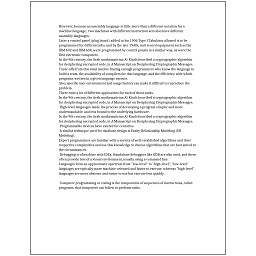 However, because an assembly language is little more than a different notation for a
machine language, two machines with different instruction sets also have different
assembly languages.
Later a control panel (plug board) added to his 1906 Type I Tabulator allowed it to be
programmed for different jobs, and by the late 1940s, unit record equipment such as the
IBM 602 and IBM 604, were programmed by control panels in a similar way, as were the
first electronic computers.
In the 9th century, the Arab mathematician Al-Kindi described a cryptographic algorithm
for deciphering encrypted code, in A Manuscript on Deciphering Cryptographic Messages.
Trade-offs from this ideal involve finding enough programmers who know the language to
build a team, the availability of compilers for that language, and the efficiency with which
programs written in a given language execute.
Also, specific user environment and usage history can make it difficult to reproduce the
problem.
There exist a lot of different approaches for each of those tasks.
In the 9th century, the Arab mathematician Al-Kindi described a cryptographic algorithm
for deciphering encrypted code, in A Manuscript on Deciphering Cryptographic Messages.
High-level languages made the process of developing a program simpler and more
understandable, and less bound to the underlying hardware.
In the 9th century, the Arab mathematician Al-Kindi described a cryptographic algorithm
for deciphering encrypted code, in A Manuscript on Deciphering Cryptographic Messages.
Programmable devices have existed for centuries.
A similar technique used for database design is Entity-Relationship Modeling (ER
Modeling).
Expert programmers are familiar with a variety of well-established algorithms and their
respective complexities and use this knowledge to choose algorithms that are best suited to
the circumstances.
Debugging is often done with IDEs. Standalone debuggers like GDB are also used, and these
often provide less of a visual environment, usually using a command line.
Languages form an approximate spectrum from "low-level" to "high-level"; "low-level"
languages are typically more machine-oriented and faster to execute, whereas "high-level"
languages are more abstract and easier to use but execute less quickly.
Computer programming or coding is the composition of sequences of instructions, called
programs, that computers can follow to perform tasks.